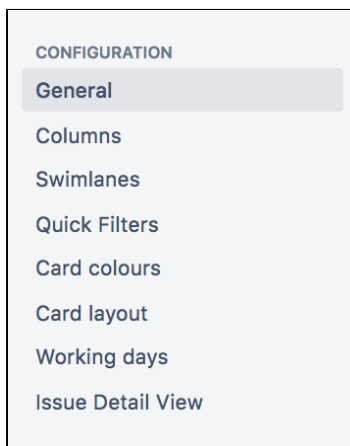 CONFIGURATION
General
Columns
Swimlanes
Quick Filters
Card colours
Card layout
Working days
Issue Detail View